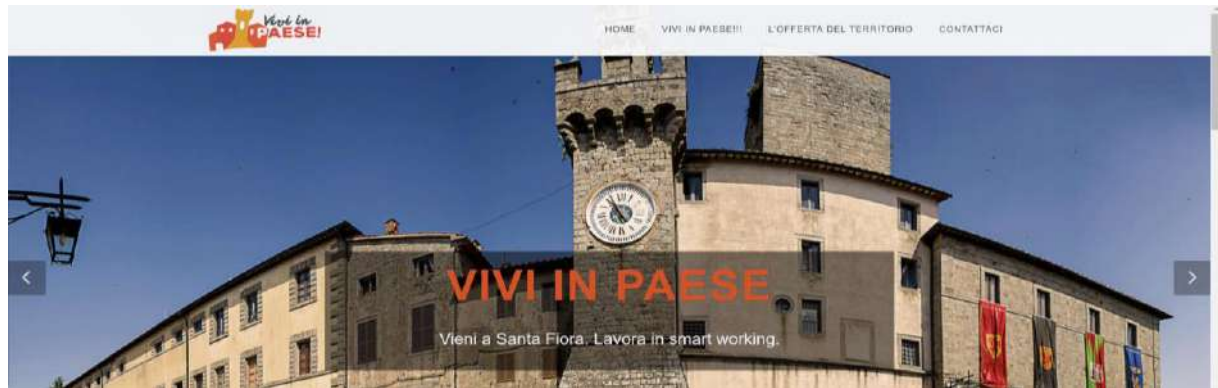 Vivi in
PAESE!
HOME VIVI IN PAESE!!! L'OFFERTA DEL TERRITORIO CONTATTACI
VIVI IN PAESE
Vieni a Santa Fiora. Lavora in smart working.